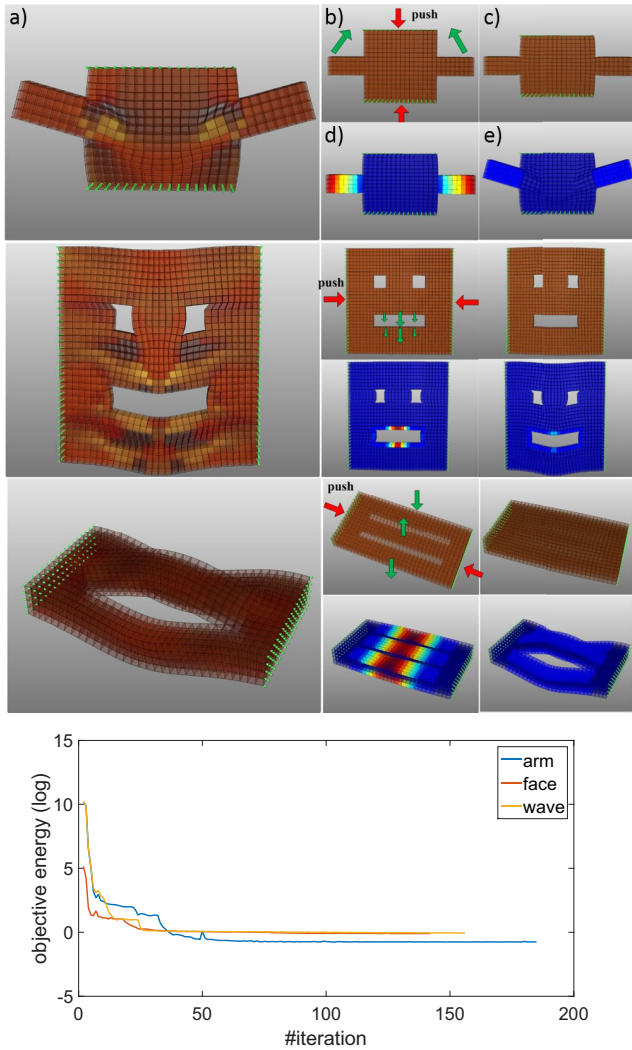 a)
b)
push
c)
d)
e)
push
push
15
10
5
0
-5
objective energy (log)
0
50
100
150
200
#iteration
arm
face
wave